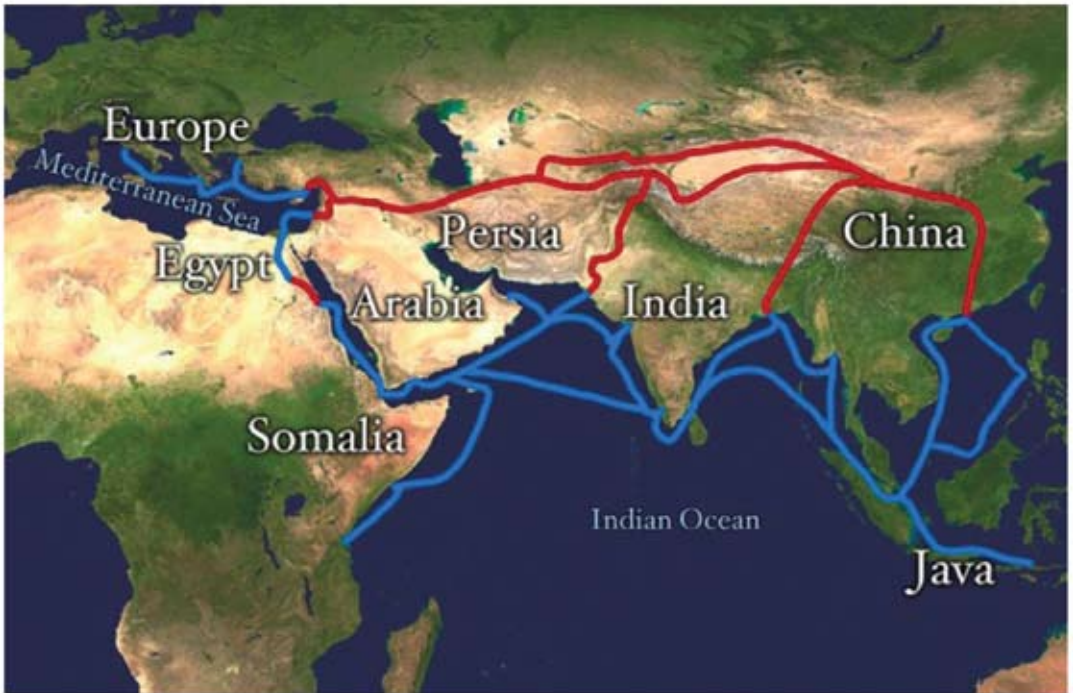 Europe
Mediterranean Sea
Persia
China
Egypt
Arabia
India
Somalia
Indian Ocean
Java